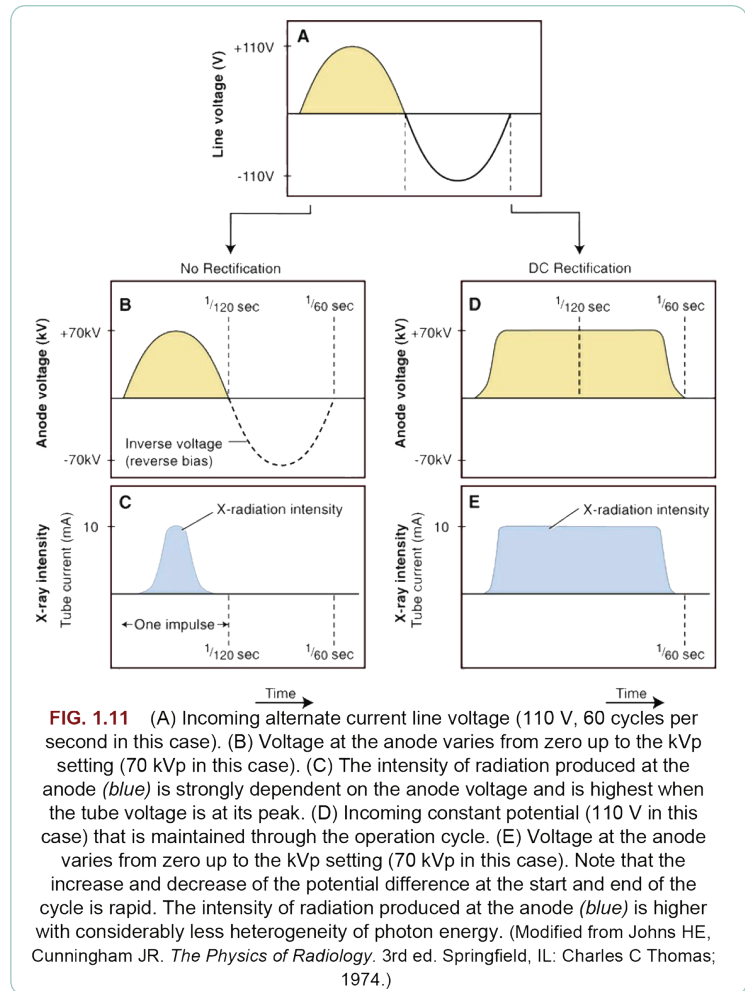 A
+110V
Line voltage (V)
-110V
No Rectification
DC Rectification
B
1/120 sec
1/60 sec
+70kV
Anode voltage (kV)
Inverse voltage
(reverse bias)
-70kV
D
1/120 sec
1/60 sec
+70kV
Anode voltage (kV)
-70kV
C
X-radiation intensity
10
X-ray intensity
Tube current (mA)
←One impulse→
1/120 sec
1/60 sec
E
X-radiation intensity
10
X-ray intensity
Tube current (mA)
1/60 sec
Time
Time
FIG. 1.11 (A) Incoming alternate current line voltage (110 V, 60 cycles per
second in this case). (B) Voltage at the anode varies from zero up to the kVp
setting (70 kVp in this case). (C) The intensity of radiation produced at the
anode (blue) is strongly dependent on the anode voltage and is highest when
the tube voltage is at its peak. (D) Incoming constant potential (110 V in this
case) that is maintained through the operation cycle. (E) Voltage at the anode
varies from zero up to the kVp setting (70 kVp in this case). Note that the
increase and decrease of the potential difference at the start and end of the
cycle is rapid. The intensity of radiation produced at the anode (blue) is higher
with considerably less heterogeneity of photon energy. (Modified from Johns HE,
Cunningham JR. The Physics of Radiology. 3rd ed. Springfield, IL: Charles C Thomas;
1974.)